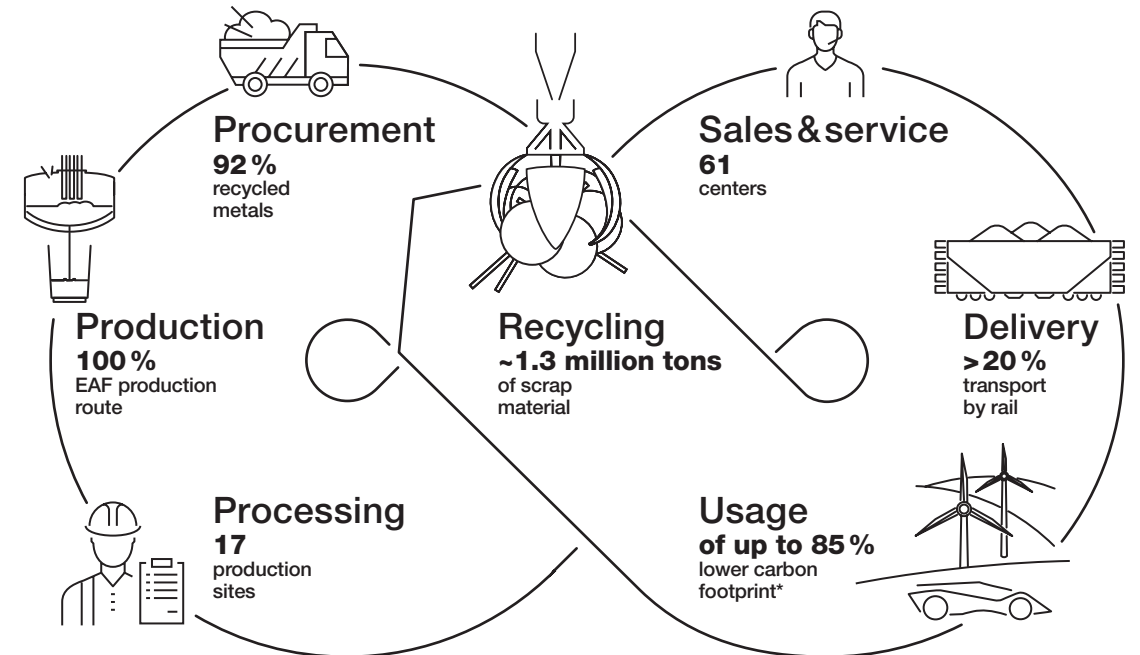 Procurement
92 %
recycled
metals
Sales & service
61
centers
Production
100 %
EAF production
route
Recycling
~1.3 million tons
of scrap
material
Delivery
> 20 %
transport
by rail
Processing
17
production
sites
Usage
of up to 85 %
lower carbon
footprint*